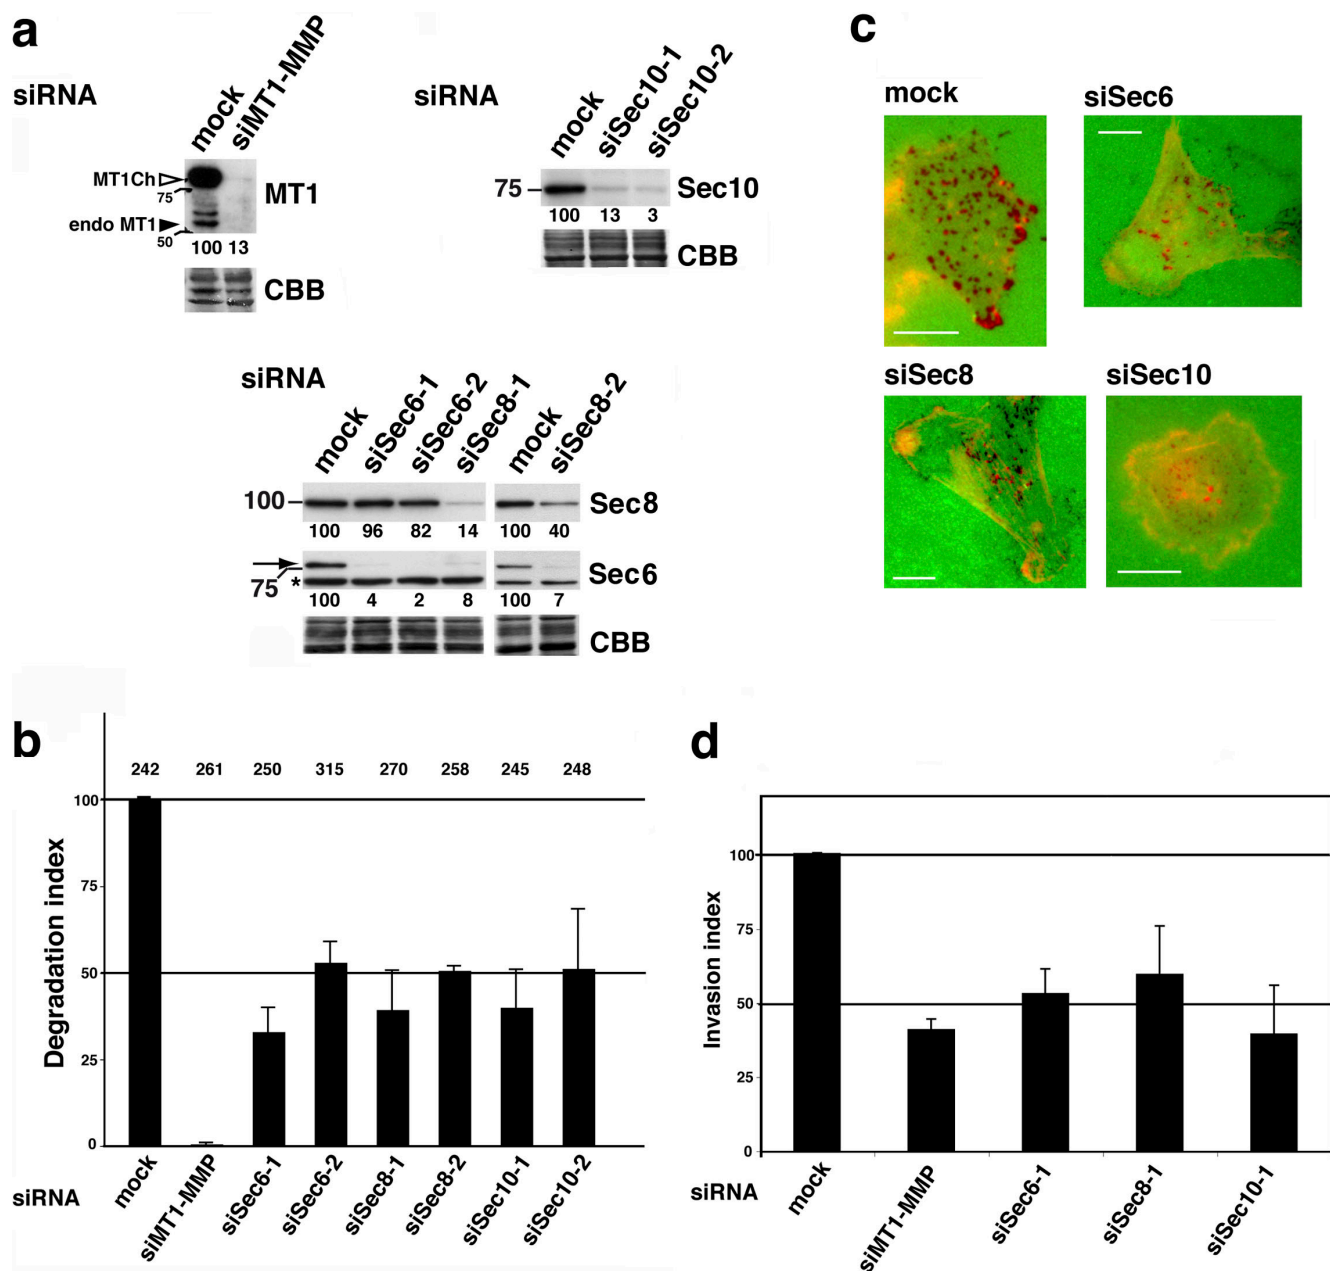 a
siRNA
mock
siMT1-MMP
MT1Ch
75
endo MT1
50
MT1
100 13
CBB
siRNA
mock
siSec10-1
siSec10-2
75
Sec10
100 13 3
CBB
siRNA
mock
siSec6-1
siSec6-2
siSec8-1
mock
siSec8-2
100
Sec8
100 96 82 14 100 40
75
*
Sec6
100 4 2 8 100 7
CBB
c
mock
siSec6
siSec8
siSec10
b
242 261 250 315 270 258 245 248
Degradation index
100
75
50
25
0
siRNA
mock
siMT1-MMP
siSec6-1
siSec6-2
siSec8-1
siSec8-2
siSec10-1
siSec10-2
d
Invasion index
100
75
50
25
0
siRNA
mock
siMT1-MMP
siSec6-1
siSec8-1
siSec10-1